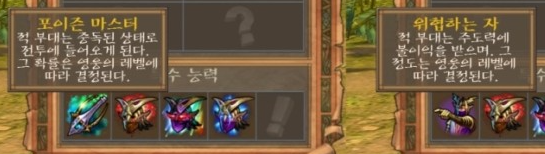 포이즌 마스터
적 부대는 중독된 상태로
전투에 들어오게 된다.
그 확률은 영웅의 레벨에
따라 결정된다.
수 능력
위협하는 자
적 부대는 주도력에
불이익을 받으며, 그
정도는 영웅의 레벨에
따라 결정된다.